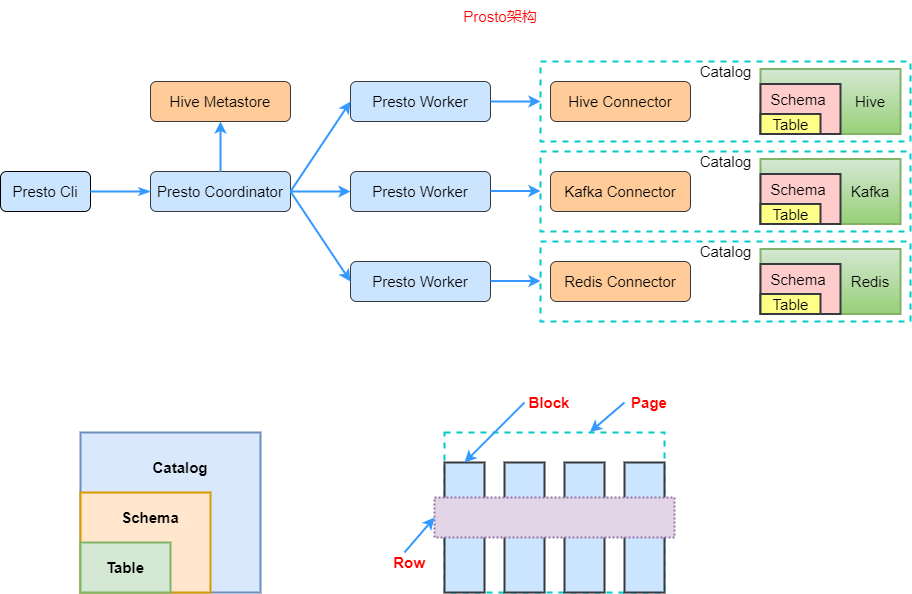 Prosto架构
Hive Metastore
Presto Cli
Presto Coordinator
Presto Worker
Presto Worker
Presto Worker
Catalog
Hive Connector
Schema
Table
Hive
Catalog
Kafka Connector
Schema
Table
Kafka
Catalog
Redis Connector
Schema
Table
Redis
Catalog
Schema
Table
Block
Page
Row